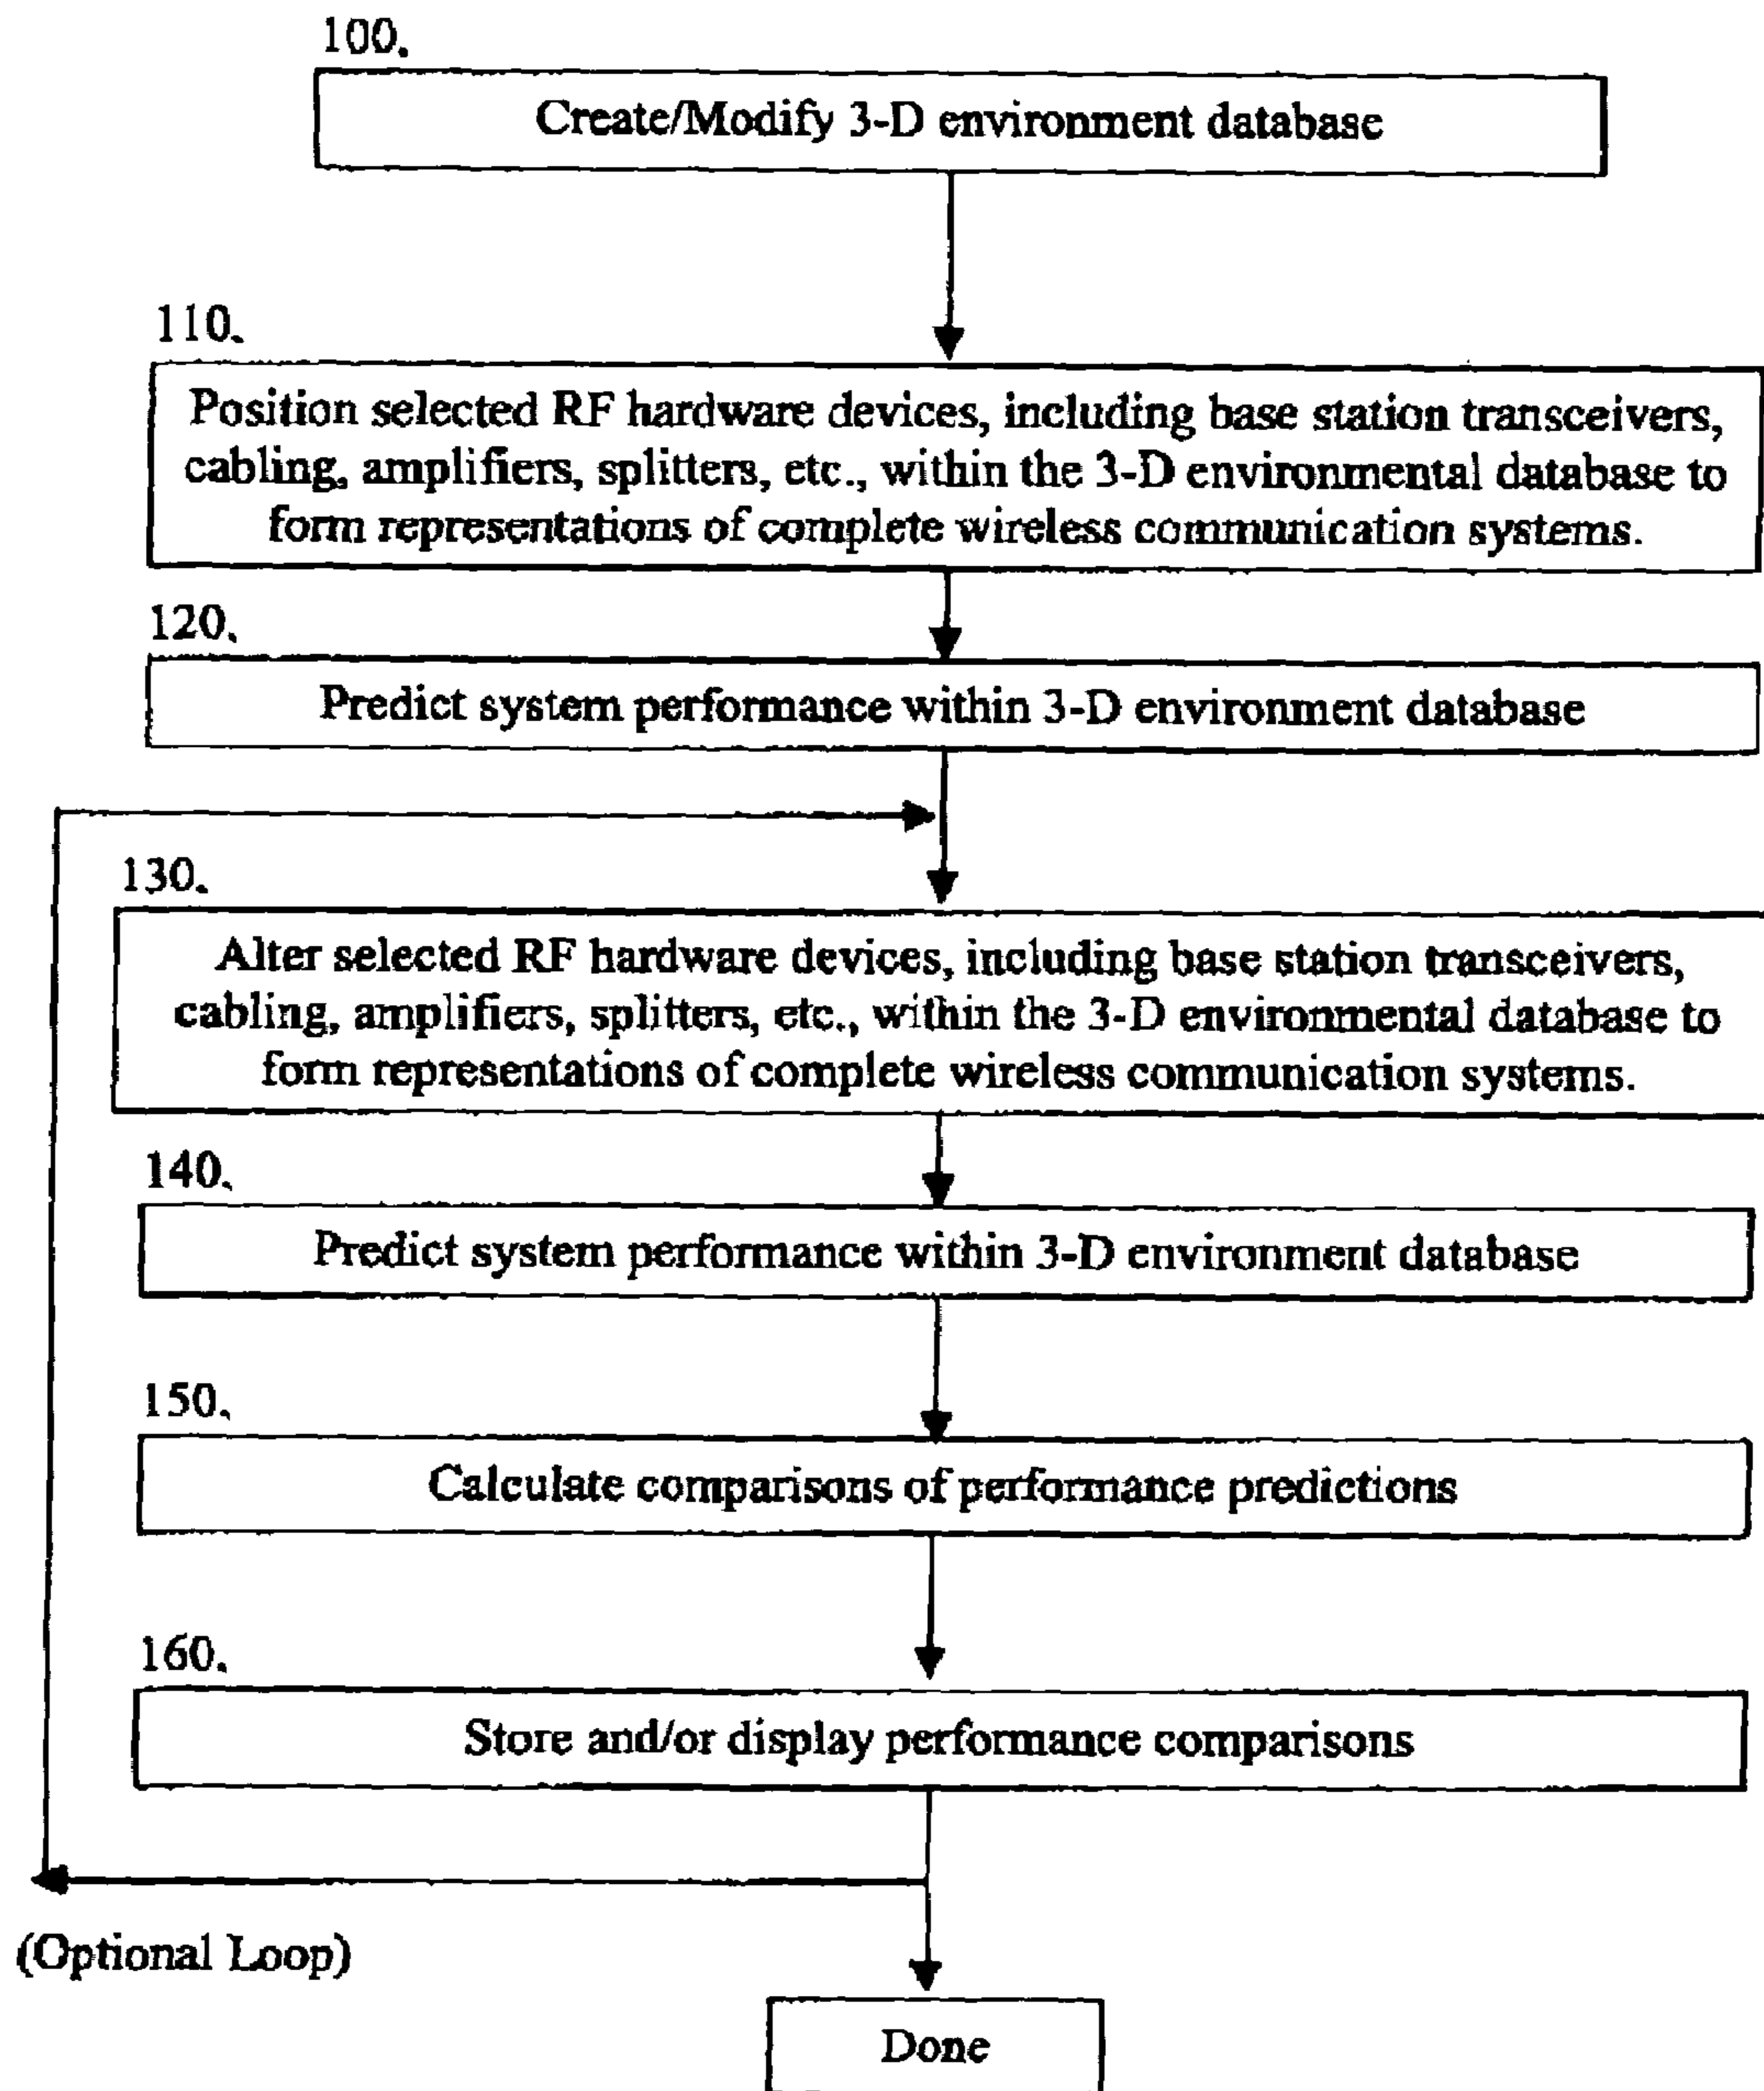 100.
Create/Modify 3-D environment database
110.
Position selected RF hardware devices, including base station transceivers,
cabling, amplifiers, splitters, etc., within the 3-D environmental database to
form representations of complete wireless communication systems.
120.
Predict system performance within 3-D environment database
130.
Alter selected RF hardware devices, including base station transceivers,
cabling, amplifiers, splitters, etc., within the 3-D environmental database to
form representations of complete wireless communication systems.
140.
Predict system performance within 3-D environment database
150.
Calculate comparisons of performance predictions
160.
Store and/or display performance comparisons
(Optional Loop)
Done